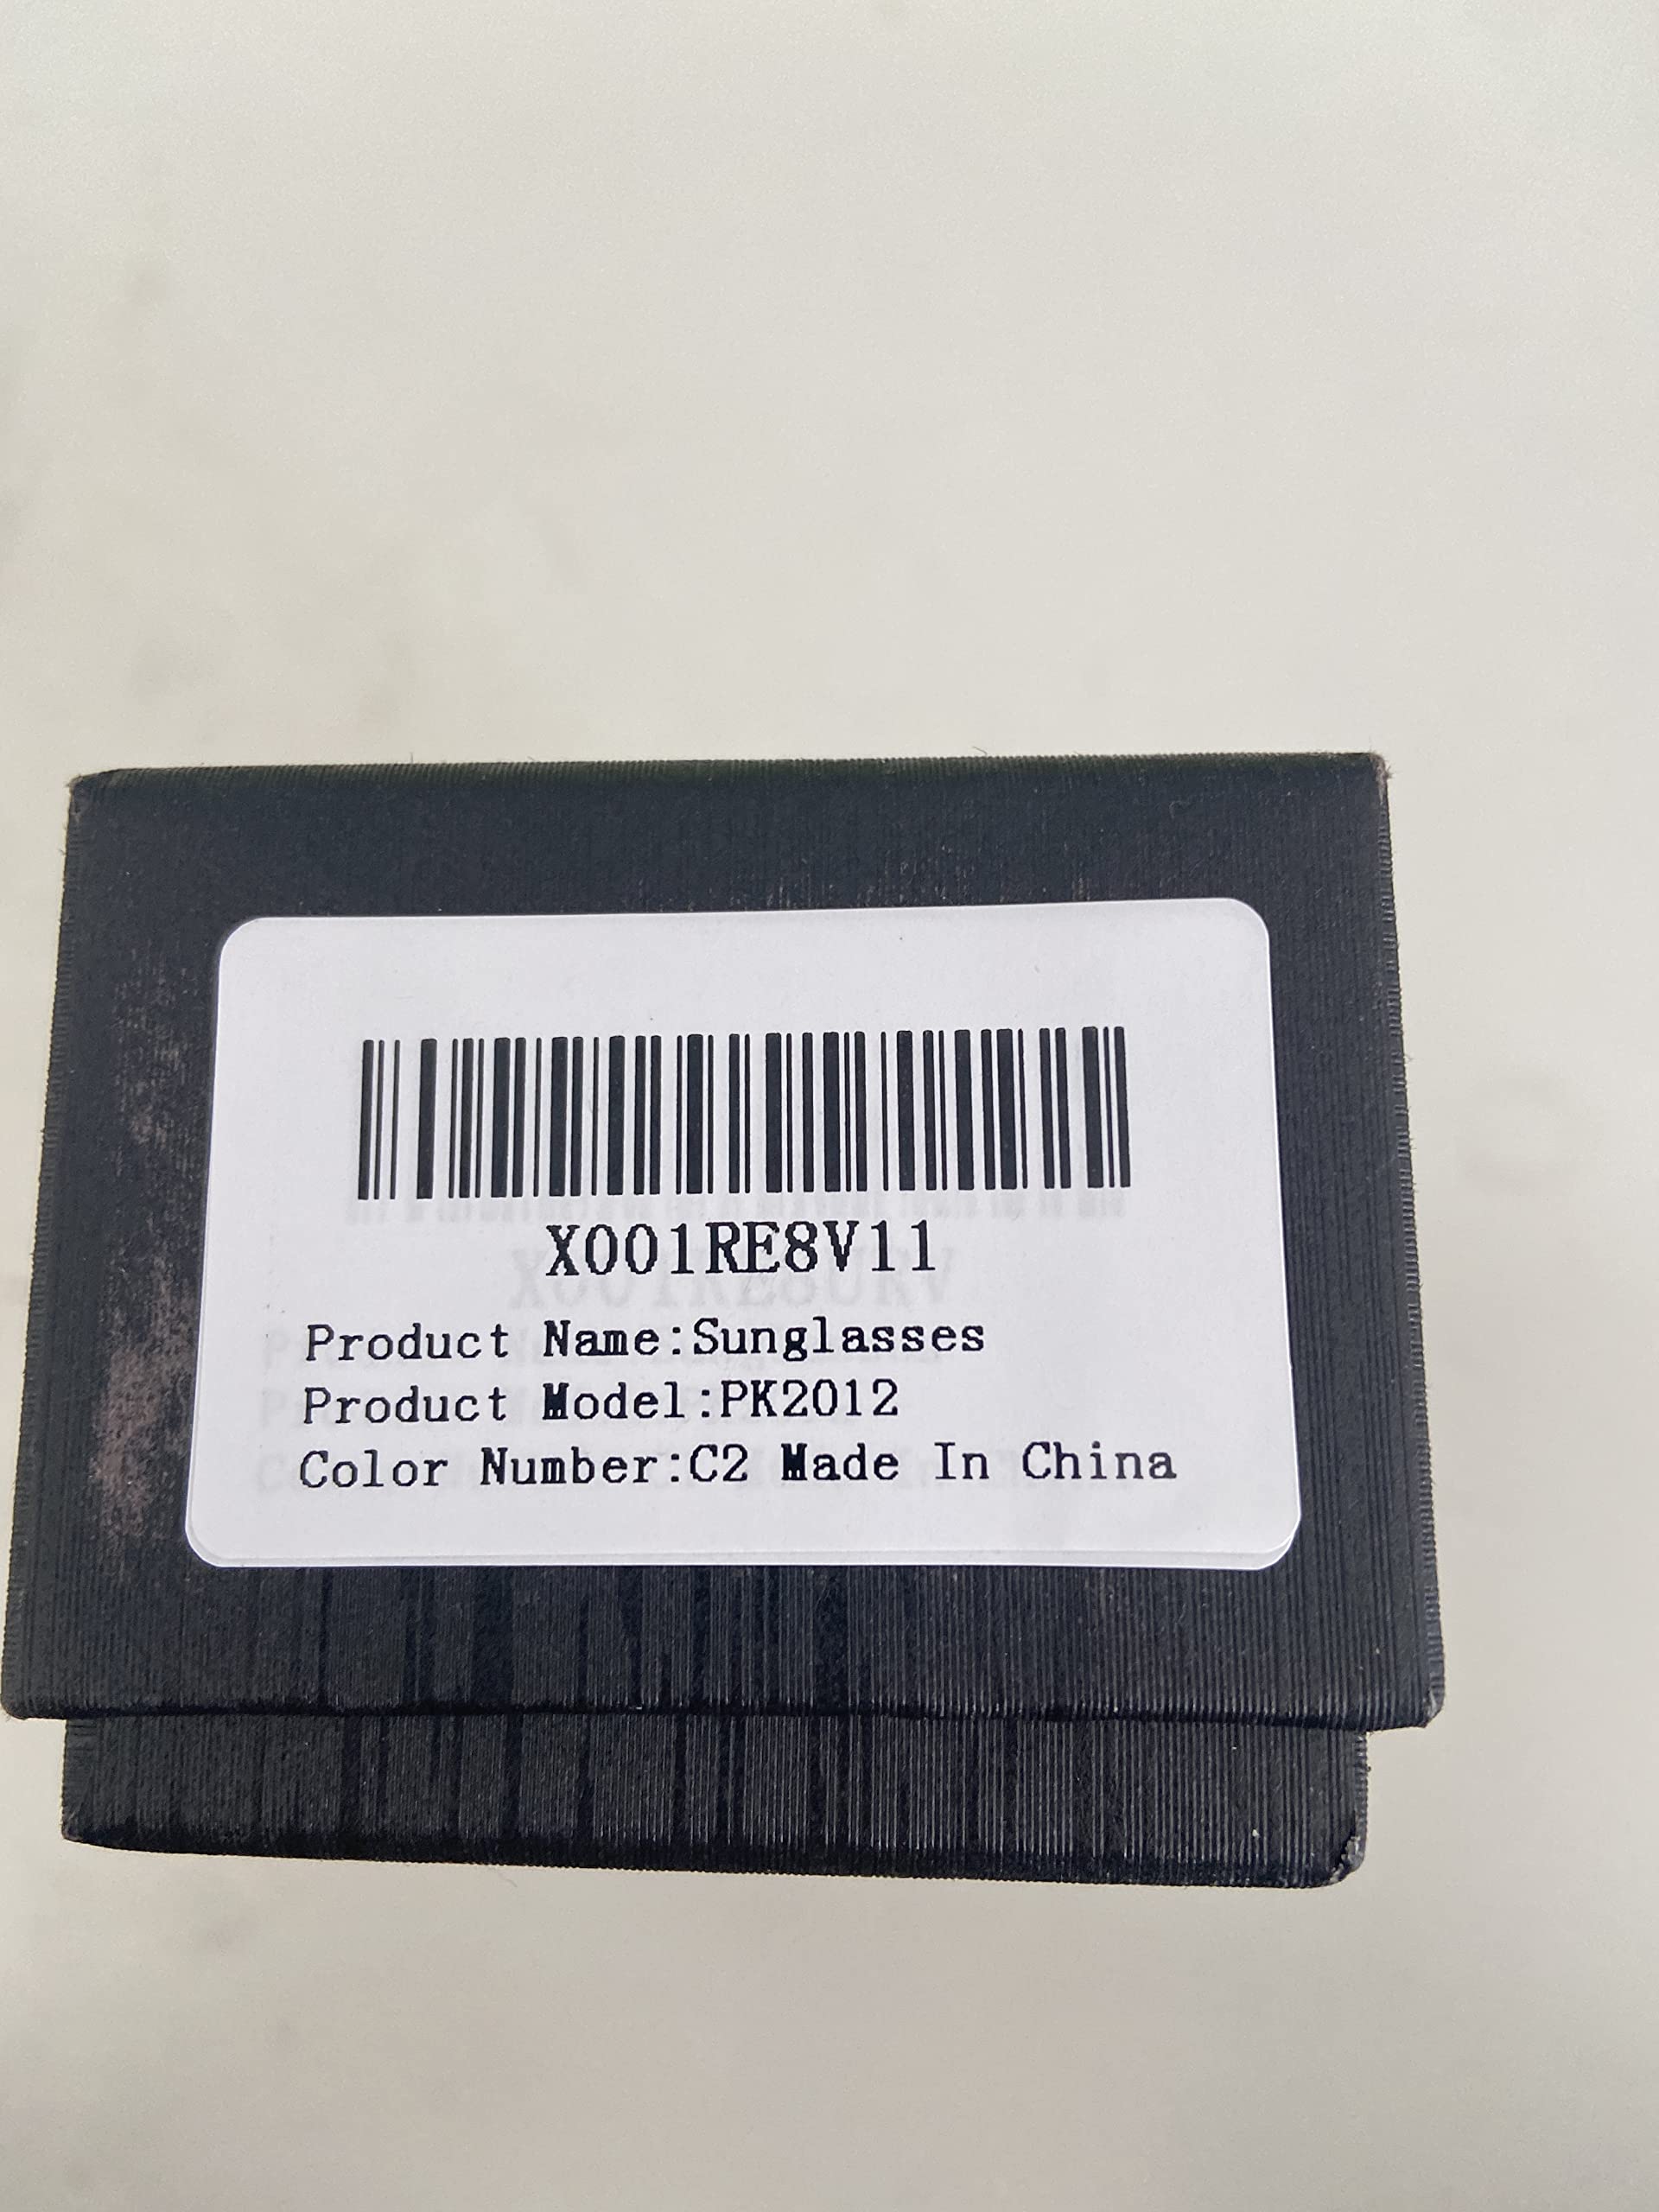 X001RE8V11
Product Name:Sunglasses
Product Model:PK2012
Color Number:C2 Made In China